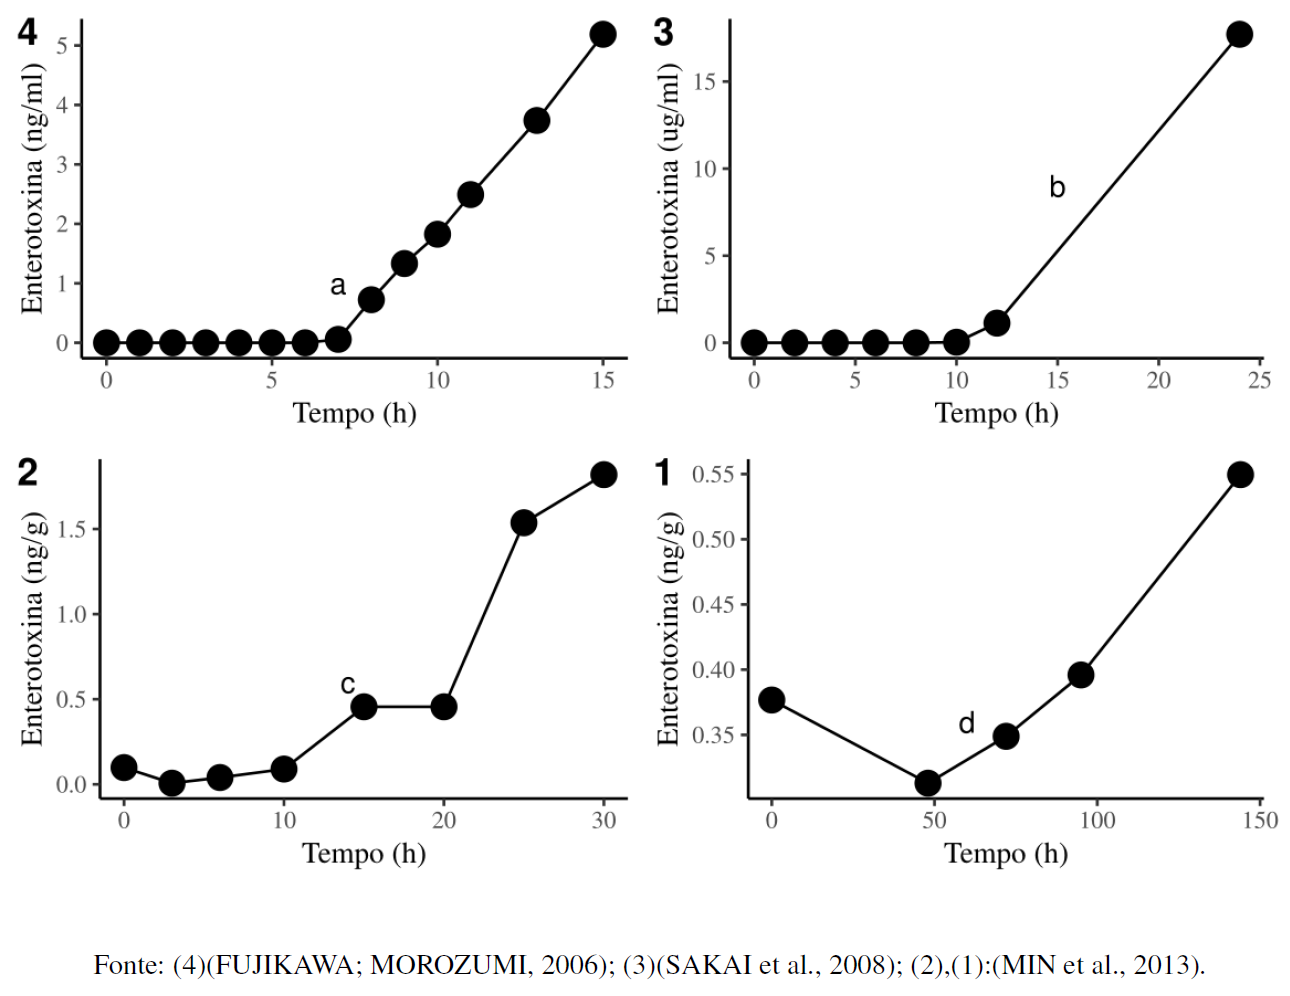 4
Enterotoxina (ng/ml)
5
4
3
2
1
0
a
0 5 10 15
Tempo (h)
3
Enterotoxina (ug/ml)
15
10
5
0
b
0 5 10 15 20 25
Tempo (h)
2
Enterotoxina (ng/g)
1.5
1.0
0.5
0.0
c
0 10 20 30
Tempo (h)
1
Enterotoxina (ng/g)
0.55
0.50
0.45
0.40
0.35
d
0 50 100 150
Tempo (h)
Fonte: (4)(FUJIKAWA; MOROZUMI, 2006); (3)(SAKAI et al., 2008); (2),(1):(MIN et al., 2013).